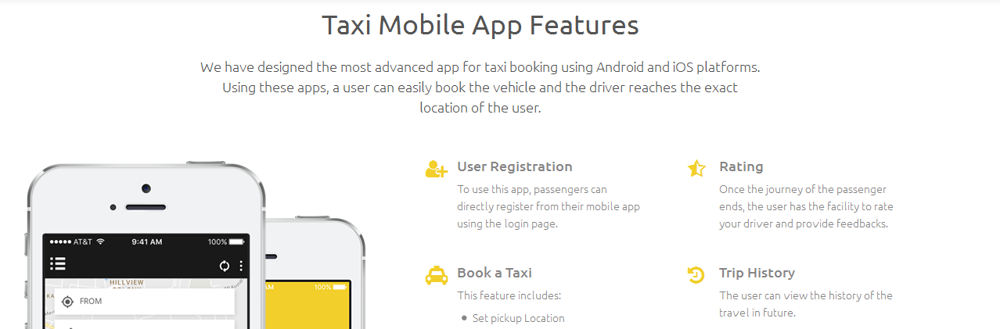 Taxi Mobile App Features
We have designed the most advanced app for taxi booking using Android and iOS platforms.
Using these apps, a user can easily book the vehicle and the driver reaches the exact
location of the user.
User Registration
To use this app, passengers can
directly register from their mobile app
using the login page.
Rating
Once the journey of the passenger
ends, the user has the facility to rate
your driver and provide feedbacks.
Book a Taxi
This feature includes:
Set pickup Location
Trip History
The user can view the history of the
travel in future.
AT&T 9:41 AM 100%
HILLVIEW
FROM
AM 100%